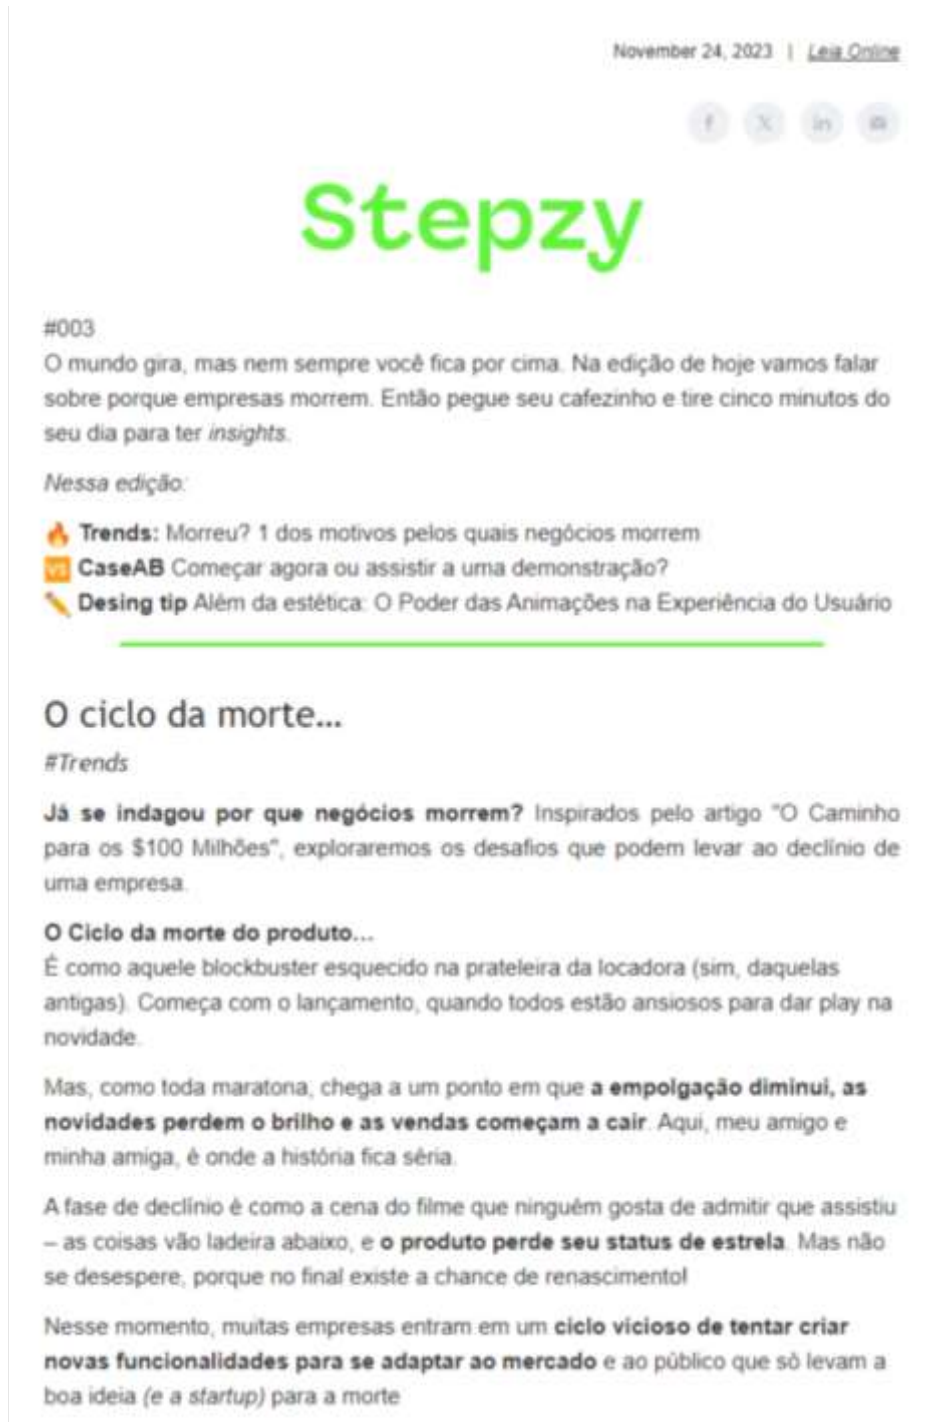 November 24, 2023 | Leia Online
f X in
Stepzy
#003
O mundo gira, mas nem sempre você fica por cima. Na edição de hoje vamos falar
sobre porque empresas morrem. Então pegue seu cafezinho e tire cinco minutos do
seu dia para ter insights.
Nessa edição:
🔥 Trends: Morreu? 1 dos motivos pelos quais negócios morrem
🆚 CaseAB Começar agora ou assistir a uma demonstração?
✏️ Desing tip Além da estética: O Poder das Animações na Experiência do Usuário
O ciclo da morte...
#Trends
Já se indagou por que negócios morrem? Inspirados pelo artigo "O Caminho
para os $100 Milhões", exploraremos os desafios que podem levar ao declínio de
uma empresa.
O Ciclo da morte do produto...
É como aquele blockbuster esquecido na prateleira da locadora (sim, daquelas
antigas). Começa com o lançamento, quando todos estão ansiosos para dar play na
novidade.
Mas, como toda maratona, chega a um ponto em que a empolgação diminui, as
novidades perdem o brilho e as vendas começam a cair. Aqui, meu amigo e
minha amiga, é onde a história fica séria.
A fase de declínio é como a cena do filme que ninguém gosta de admitir que assistiu
– as coisas vão ladeira abaixo, e o produto perde seu status de estrela. Mas não
se desespere, porque no final existe a chance de renascimento!
Nesse momento, muitas empresas entram em um ciclo vicioso de tentar criar
novas funcionalidades para se adaptar ao mercado e ao público que só levam a
boa ideia (e a startup) para a morte